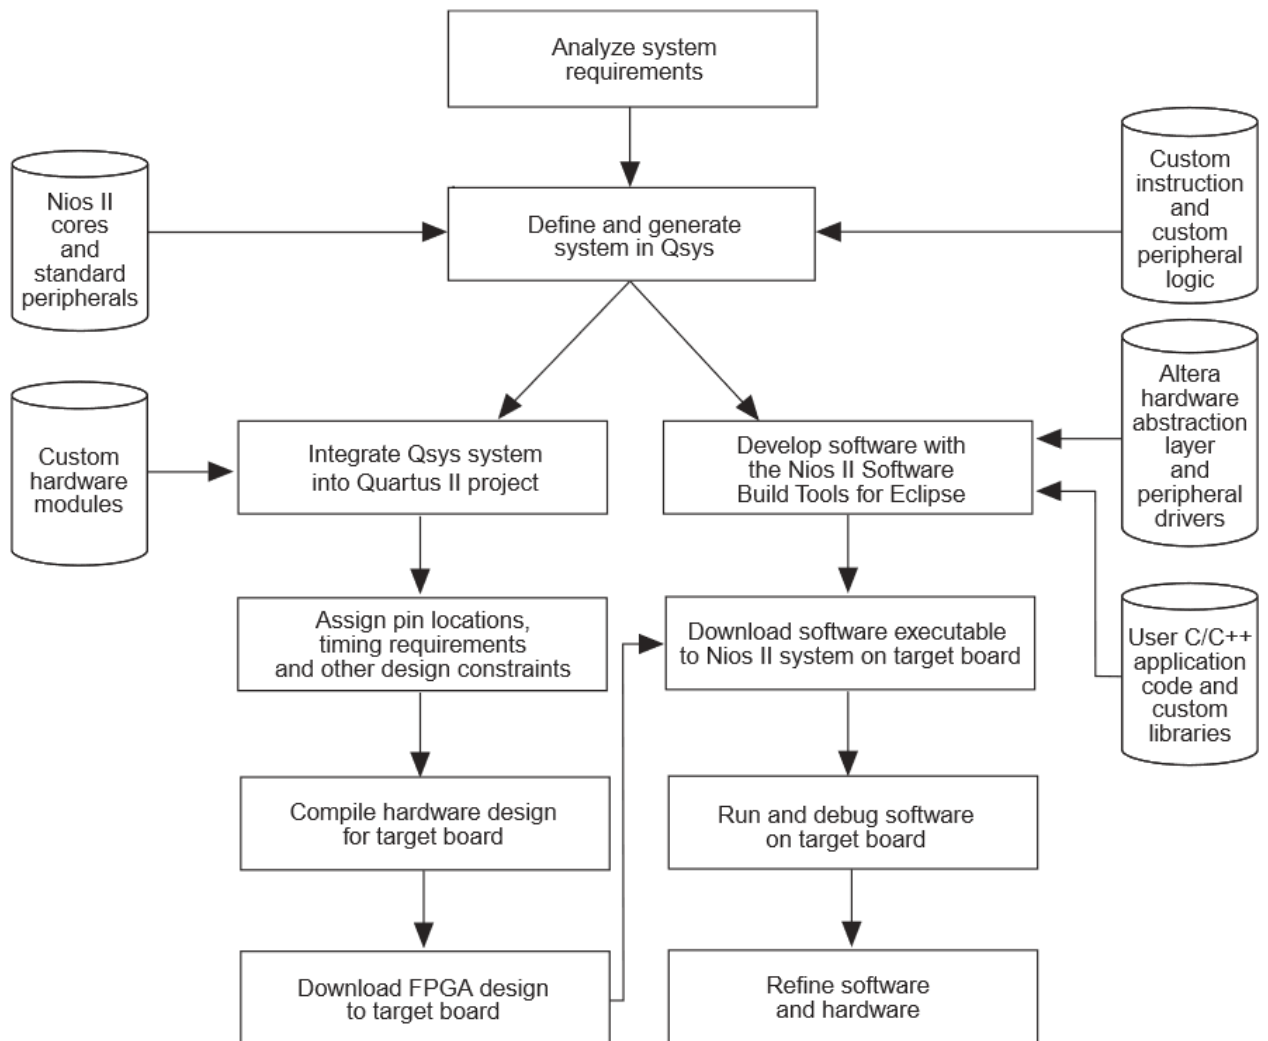 Analyze system
requirements
Nios II
cores
and
standard
peripherals
Define and generate
system in Qsys
Custom
instruction
and
custom
peripheral
logic
Custom
hardware
modules
Integrate Qsys system
into Quartus II project
Develop software with
the Nios II Software
Build Tools for Eclipse
Altera
hardware
abstraction
layer
and
peripheral
drivers
Assign pin locations,
timing requirements
and other design constraints
Download software executable
to Nios II system on target board
User C/C++
application
code and
custom
libraries
Compile hardware design
for target board
Run and debug software
on target board
Download FPGA design
to target board
Refine software
and hardware